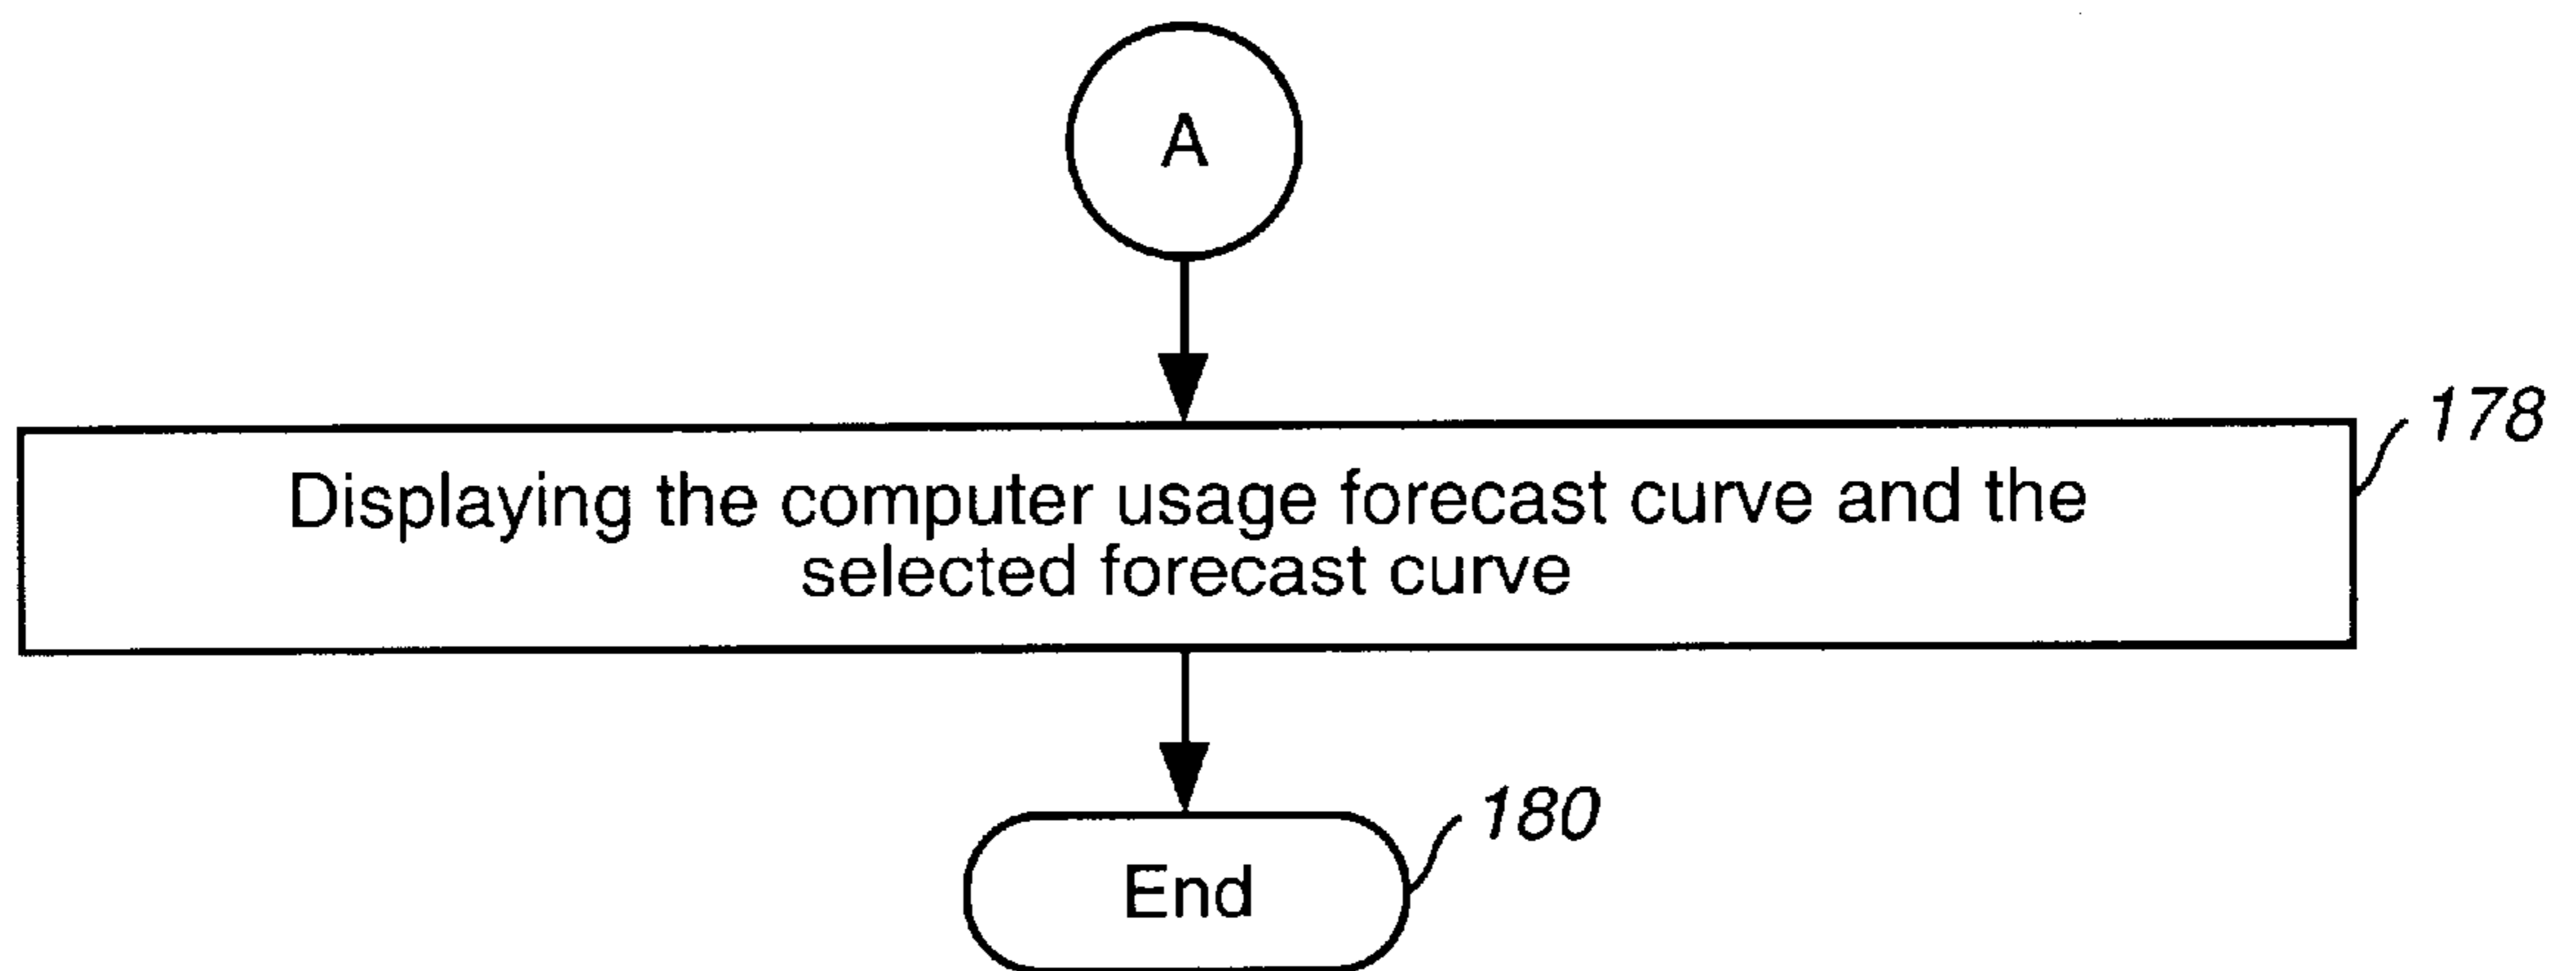 A
178
Displaying the computer usage forecast curve and the
selected forecast curve
180
End